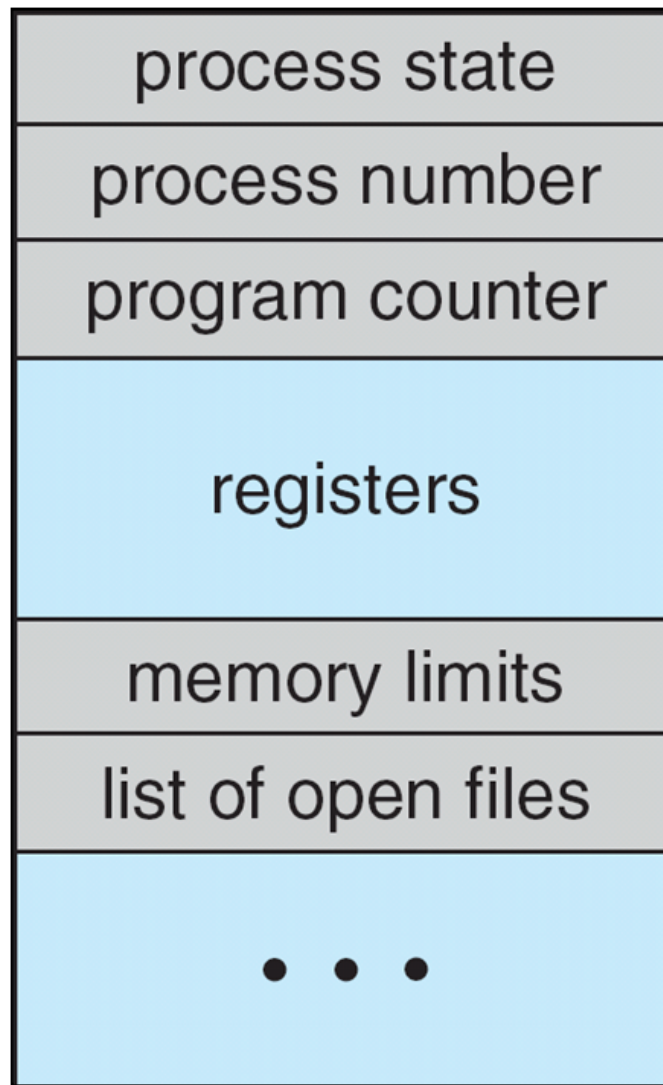 process state
process number
program counter
registers
memory limits
list of open files
• • •